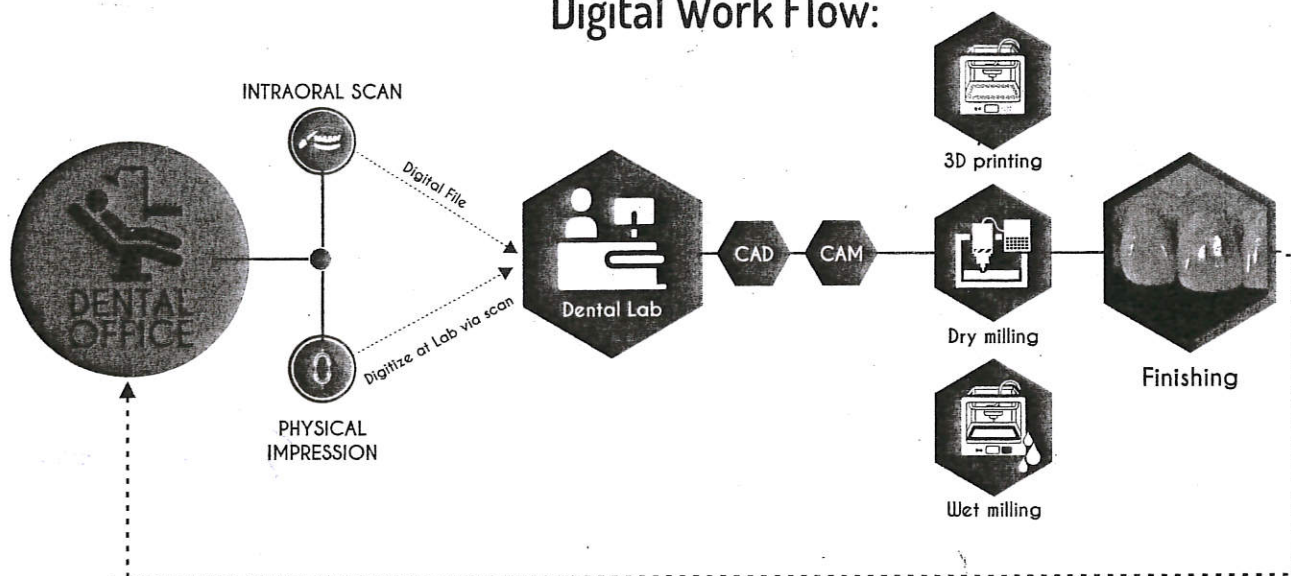 Digital Work Flow:
INTRAORAL SCAN
Digital File
DENTAL
OFFICE
Digitize at Lab via scan
PHYSICAL
IMPRESSION
Dental Lab
CAD
CAM
3D printing
Dry milling
Wet milling
Finishing